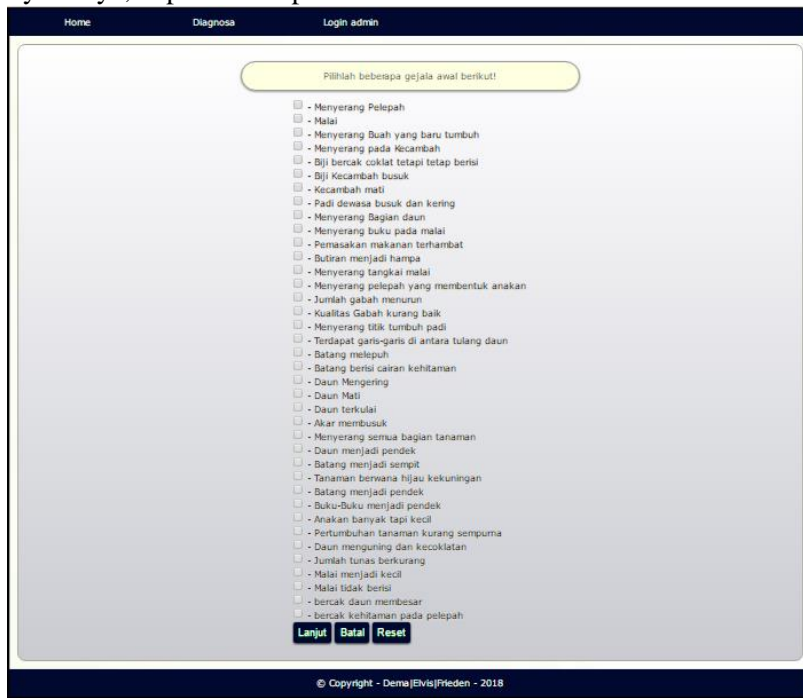 Home Diagnosa Login admin
Pilihlah beberapa gejala awal berikut!
- Menyerang Pelepah
- Malai
- Menyerang Buah yang baru tumbuh
- Menyerang pada Kecambah
- Biji bercak coklat tetapi tetap berisi
- Biji Kecambah busuk
- Kecambah mati
- Padi dewasa busuk dan kering
- Menyerang Bagian daun
- Menyerang buku pada malai
- Pemasakan makanan terhambat
- Butiran menjadi hampa
- Menyerang tangkai malai
- Menyerang pelepah yang membentuk anakan
- Jumlah gabah menurun
- Kualitas Gabah kurang baik
- Menyerang titik tumbuh padi
- Terdapat garis-garis di antara tulang daun
- Batang melepuh
- Batang berisi cairan kehitaman
- Daun Mengering
- Daun Mati
- Daun terkulai
- Akar membusuk
- Menyerang semua bagian tanaman
- Daun menjadi pendek
- Batang menjadi sempit
- Tanaman berwana hijau kekuningan
- Batang menjadi pendek
- Buku-Buku menjadi pendek
- Anakan banyak tapi kecil
- Pertumbuhan tanaman kurang sempurna
- Daun menguning dan kecoklatan
- Jumlah tunas berkurang
- Malai menjadi kecil
- Malai tidak berisi
- bercak daun membesar
- bercak kehitaman pada pelepah
Lanjut Batal Reset
© Copyright - Dema|Elvis|Frieden - 2018